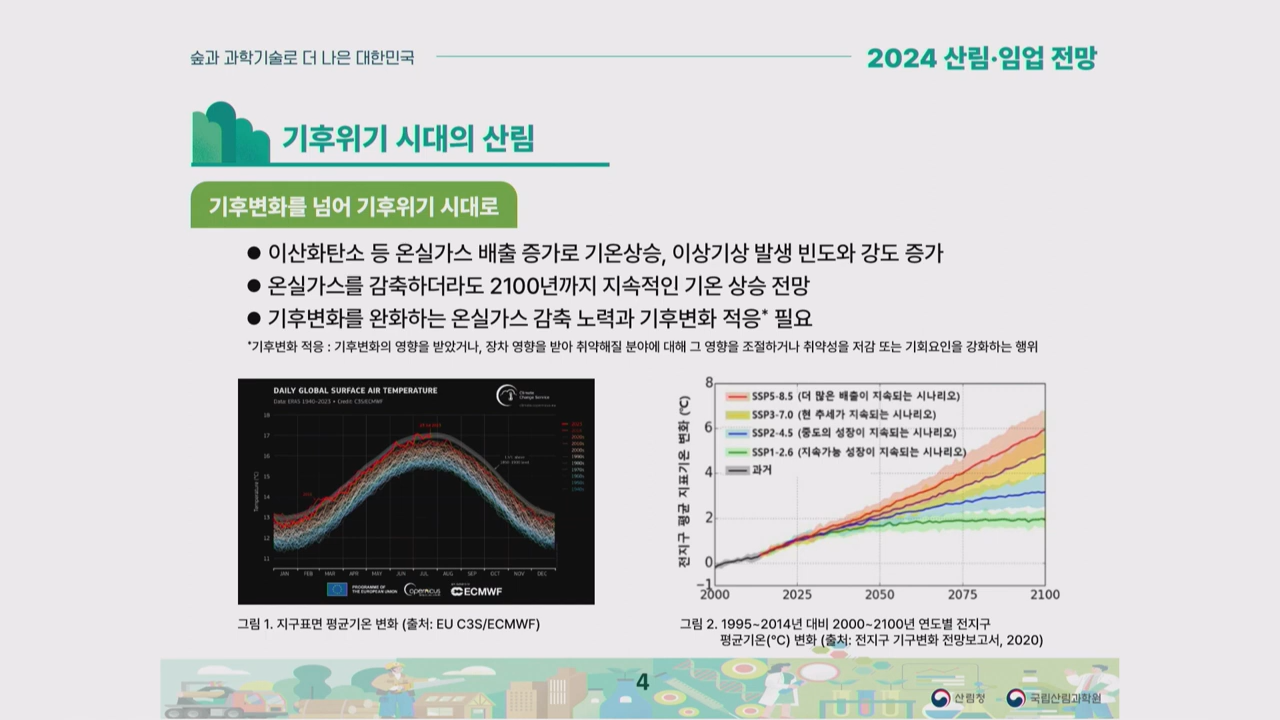 숲과 과학기술로 더 나은 대한민국
2024 산림·임업 전망
기후위기 시대의 산림
기후변화를 넘어 기후위기 시대로
● 이산화탄소 등 온실가스 배출 증가로 기온상승, 이상기상 발생 빈도와 강도 증가
● 온실가스를 감축하더라도 2100년까지 지속적인 기온 상승 전망
● 기후변화를 완화하는 온실가스 감축 노력과 기후변화 적응* 필요
*기후변화 적응 : 기후변화의 영향을 받았거나, 장차 영향을 받아 취약해질 분야에 대해 그 영향을 조절하거나 취약성을 저감 또는 기회요인을 강화하는 행위
DAILY GLOBAL SURFACE AIR TEMPERATURE
Data: ERA5 1940–2023 • Credit: C3S/ECMWF
Climate
Change Service
Temperature (°C)
18
17
16
15
14
13
12
11
JAN FEB MAR APR MAY JUN JUL AUG SEP OCT NOV DEC
PROGRAMME OF
THE EUROPEAN UNION
Copernicus
ECMWF
그림 1. 지구표면 평균기온 변화 (출처: EU C3S/ECMWF)
전지구 평균 지표기온 변화 (℃)
8
6
4
2
0
−1
SSP5-8.5 (더 많은 배출이 지속되는 시나리오)
SSP3-7.0 (현 추세가 지속되는 시나리오)
SSP2-4.5 (중도의 성장이 지속되는 시나리오)
SSP1-2.6 (지속가능 성장이 지속되는 시나리오)
과거
2000 2025 2050 2075 2100
그림 2. 1995~2014년 대비 2000~2100년 연도별 전지구
평균기온(℃) 변화 (출처: 전지구 기구변화 전망보고서, 2020)
4
산림청
국립산림과학원